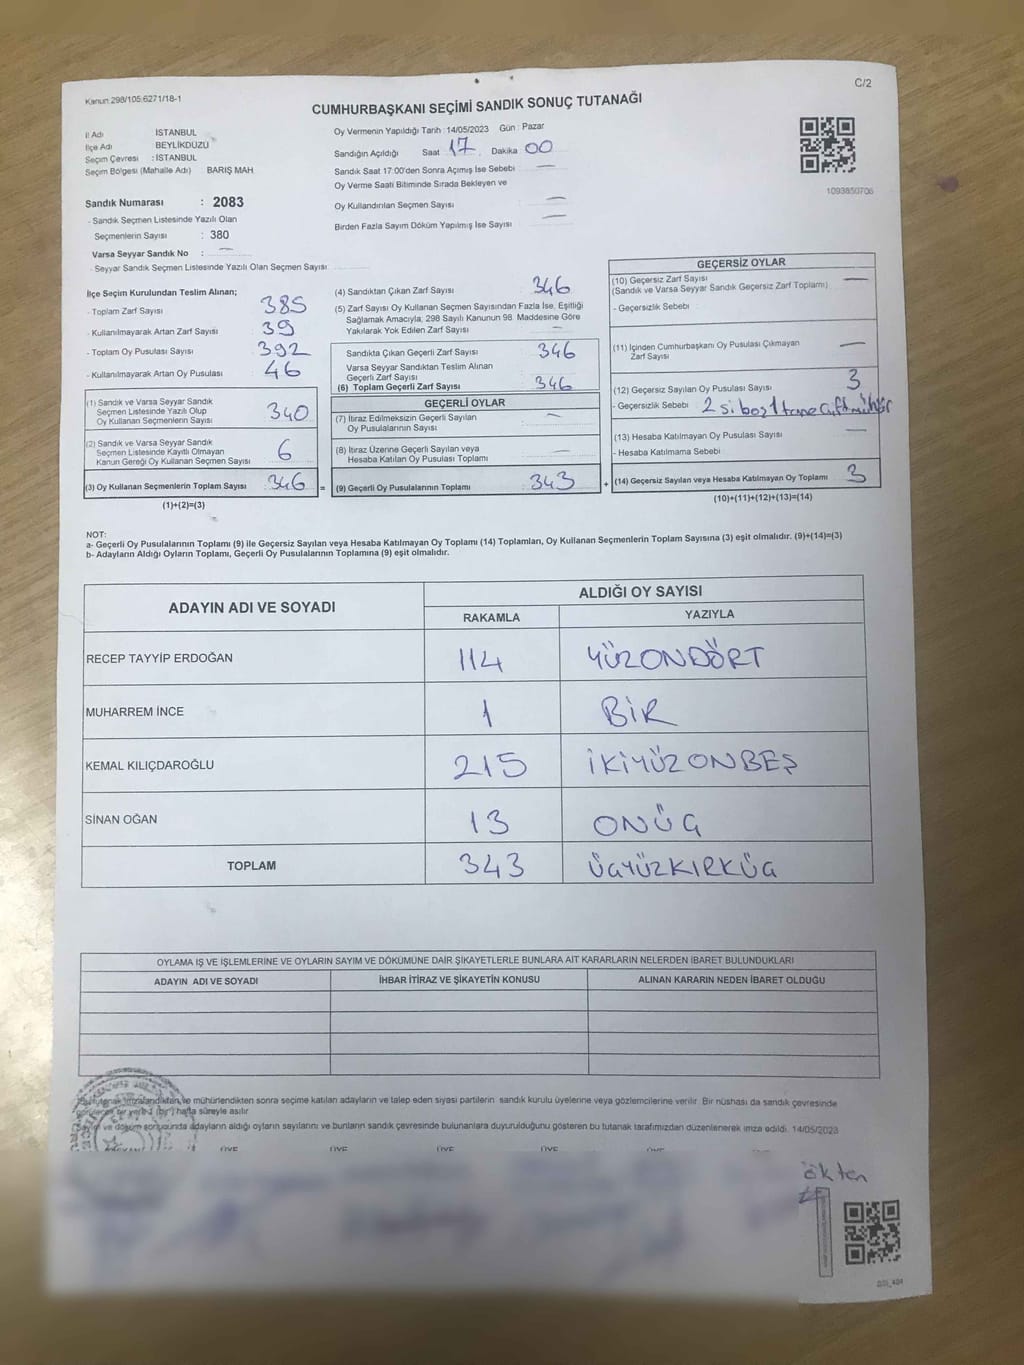 Kanun:298/105:6271/18-1
C/2
CUMHURBAŞKANI SEÇİMİ SANDIK SONUÇ TUTANAĞI
İl Adı İSTANBUL
İlçe Adı BEYLİKDÜZÜ
Seçim Çevresi : İSTANBUL
Seçim Bölgesi (Mahalle Adı) BARIŞ MAH.
Sandık Numarası : 2083
- Sandık Seçmen Listesinde Yazılı Olan
Seçmenlerin Sayısı : 380
Varsa Seyyar Sandık No : —
- Seyyar Sandık Seçmen Listesinde Yazılı Olan Seçmen Sayısı
Oy Vermenin Yapıldığı Tarih : 14/05/2023 Gün : Pazar
Sandığın Açıldığı Saat 17 Dakika 00
Sandık Saat 17:00'den Sonra Açımış İse Sebebi —
Oy Verme Saati Bitiminde Sırada Bekleyen ve
Oy Kullandırılan Seçmen Sayısı —
Birden Fazla Sayım Döküm Yapılmış İse Sayısı —
1093850706
İlçe Seçim Kurulundan Teslim Alınan;
- Toplam Zarf Sayısı 385
- Kullanılmayarak Artan Zarf Sayısı 39
- Toplam Oy Pusulası Sayısı 392
- Kullanılmayarak Artan Oy Pusulası 46
(1) Sandık ve Varsa Seyyar Sandık
Seçmen Listesinde Yazılı Olup
Oy Kullanan Seçmenlerin Sayısı 340
(2) Sandık ve Varsa Seyyar Sandık
Seçmen Listesinde Kayıtlı Olmayan
Kanun Gereği Oy Kullanan Seçmen Sayısı 6
(3) Oy Kullanan Seçmenlerin Toplam Sayısı 346 =
(1)+(2)=(3)
(4) Sandıktan Çıkan Zarf Sayısı 346
(5) Zarf Sayısı Oy Kullanan Seçmen Sayısından Fazla İse, Eşitliği
Sağlamak Amacıyla, 298 Sayılı Kanunun 98. Maddesine Göre
Yakılarak Yok Edilen Zarf Sayısı —
Sandıkta Çıkan Geçerli Zarf Sayısı 346
Varsa Seyyar Sandıktan Teslim Alınan
Geçerli Zarf Sayısı
(6) Toplam Geçerli Zarf Sayısı 346
GEÇERLİ OYLAR
(7) İtiraz Edilmeksizin Geçerli Sayılan
Oy Pusulalarının Sayısı —
(8) İtiraz Üzerine Geçerli Sayılan veya
Hesaba Katılan Oy Pusulası Toplamı —
(9) Geçerli Oy Pusulalarının Toplamı : 343 +
GEÇERSİZ OYLAR
(10) Geçersiz Zarf Sayısı —
(Sandık ve Varsa Seyyar Sandık Geçersiz Zarf Toplamı)
- Geçersizlik Sebebi
(11) İçinden Cumhurbaşkanı Oy Pusulası Çıkmayan
Zarf Sayısı —
(12) Geçersiz Sayılan Oy Pusulası Sayısı 3
- Geçersizlik Sebebi 2 si boş 1 tane çift mühür
(13) Hesaba Katılmayan Oy Pusulası Sayısı —
- Hesaba Katılmama Sebebi
(14) Geçersiz Sayılan veya Hesaba Katılmayan Oy Toplamı 3
(10)+(11)+(12)+(13)=(14)
NOT:
a- Geçerli Oy Pusulalarının Toplamı (9) ile Geçersiz Sayılan veya Hesaba Katılmayan Oy Toplamı (14) Toplamları, Oy Kullanan Seçmenlerin Toplam Sayısına (3) eşit olmalıdır. (9)+(14)=(3)
b- Adayların Aldığı Oyların Toplamı, Geçerli Oy Pusulalarının Toplamına (9) eşit olmalıdır.
ADAYIN ADI VE SOYADI
ALDIĞI OY SAYISI
RAKAMLA YAZIYLA
RECEP TAYYİP ERDOĞAN 114 YÜZONDÖRT
MUHARREM İNCE 1 BİR
KEMAL KILIÇDAROĞLU 215 İKİYÜZONBEŞ
SİNAN OĞAN 13 ONÜÇ
TOPLAM 343 ÜÇYÜZKIRKÜÇ
OYLAMA İŞ VE İŞLEMLERİNE VE OYLARIN SAYIM VE DÖKÜMÜNE DAİR ŞİKAYETLERLE BUNLARA AİT KARARLARIN NELERDEN İBARET BULUNDUKLARI
ADAYIN ADI VE SOYADI İHBAR İTİRAZ VE ŞİKAYETİN KONUSU ALINAN KARARIN NEDEN İBARET OLDUĞU
İşbu tutanak imzalandıktan ve mühürlendikten sonra seçime katılan adayların ve talep eden siyasi partilerin sandık kurulu üyelerine veya gözlemcilerine verilir. Bir nüshası da sandık çevresinde
görülecek bir yere 1 (bir) hafta süreyle asılır.
Sayım ve döküm sonucunda adayların aldığı oyların sayılarını ve bunların sandık çevresinde bulunanlara duyurulduğunu gösteren bu tutanak tarafımızdan düzenlenerek imza edildi. 14/05/2023
ÜYE ÜYE ÜYE ÜYE ÜYE
ökten